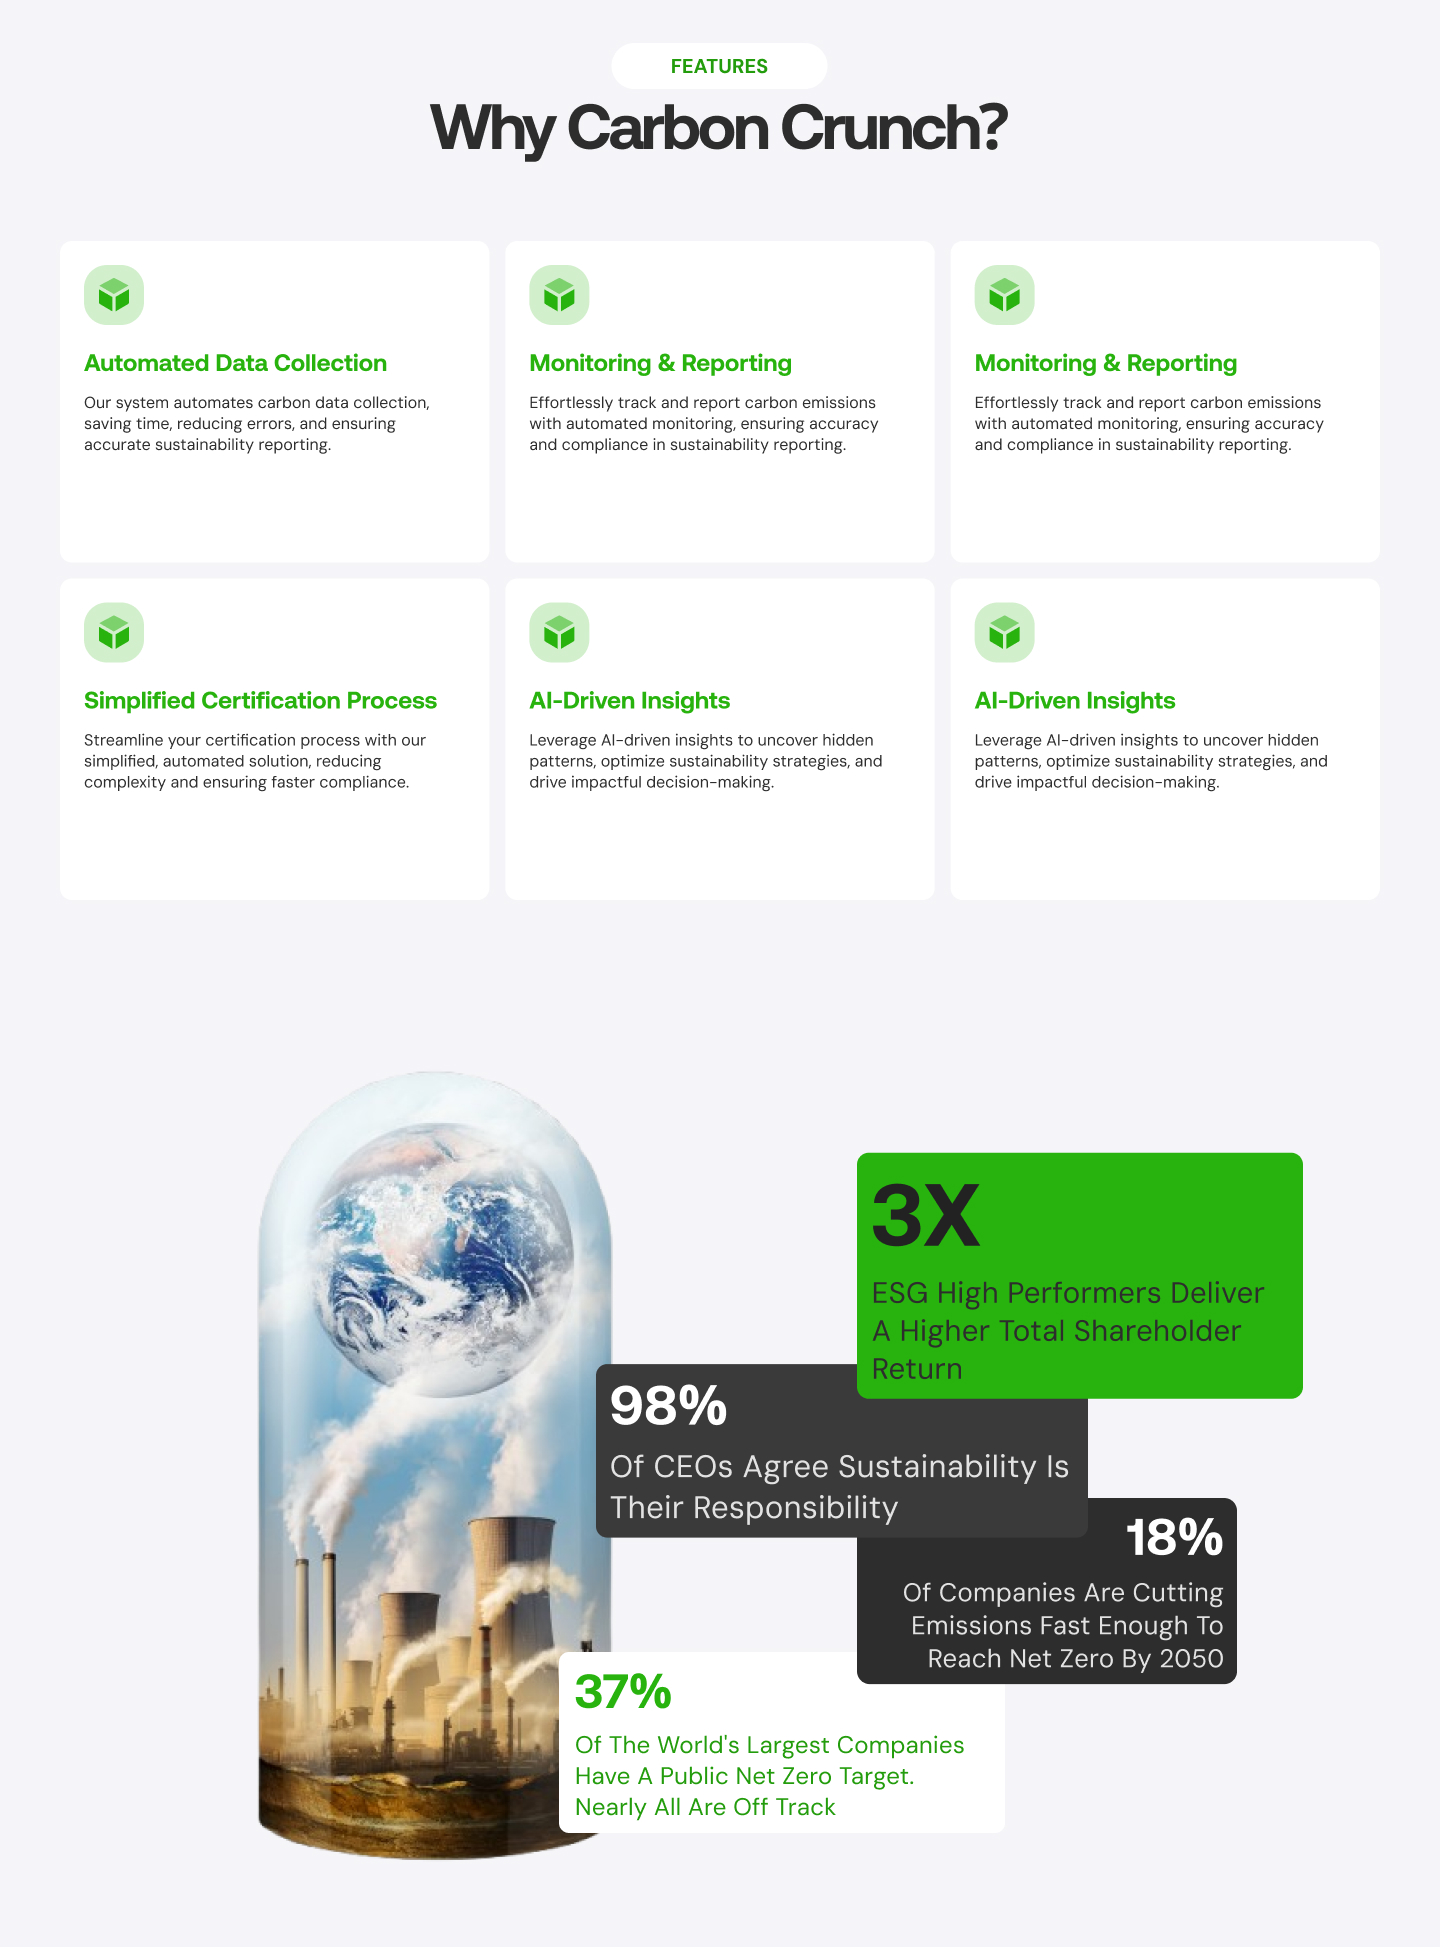 FEATURES
Why Carbon Crunch?
Automated Data Collection
Our system automates carbon data collection,
saving time, reducing errors, and ensuring
accurate sustainability reporting.
Monitoring & Reporting
Effortlessly track and report carbon emissions
with automated monitoring, ensuring accuracy
and compliance in sustainability reporting.
Monitoring & Reporting
Effortlessly track and report carbon emissions
with automated monitoring, ensuring accuracy
and compliance in sustainability reporting.
Simplified Certification Process
Streamline your certification process with our
simplified, automated solution, reducing
complexity and ensuring faster compliance.
AI-Driven Insights
Leverage AI-driven insights to uncover hidden
patterns, optimize sustainability strategies, and
drive impactful decision-making.
AI-Driven Insights
Leverage AI-driven insights to uncover hidden
patterns, optimize sustainability strategies, and
drive impactful decision-making.
3X
ESG High Performers Deliver
A Higher Total Shareholder
Return
98%
Of CEOs Agree Sustainability Is
Their Responsibility
18%
Of Companies Are Cutting
Emissions Fast Enough To
Reach Net Zero By 2050
37%
Of The World's Largest Companies
Have A Public Net Zero Target.
Nearly All Are Off Track